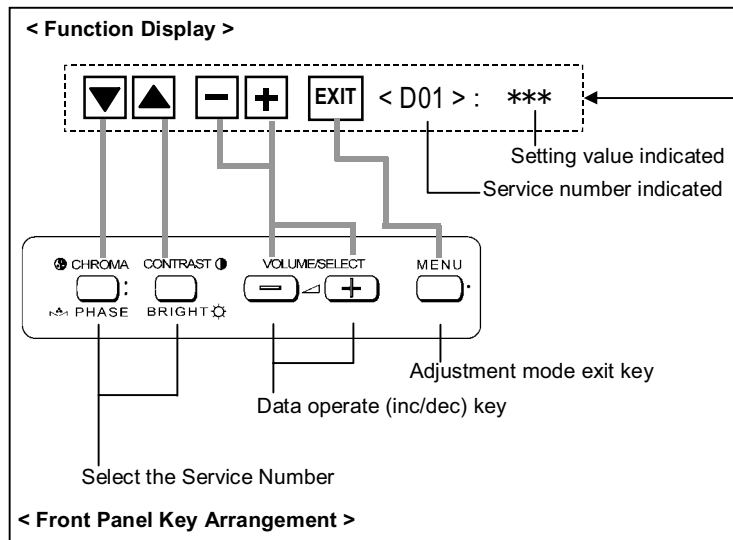 < Function Display >
▼ ▲ − + EXIT < D01 > : ***
Setting value indicated
Service number indicated
CHROMA CONTRAST VOLUME/SELECT MENU
− +
PHASE BRIGHT
Adjustment mode exit key
Data operate (inc/dec) key
Select the Service Number
< Front Panel Key Arrangement >